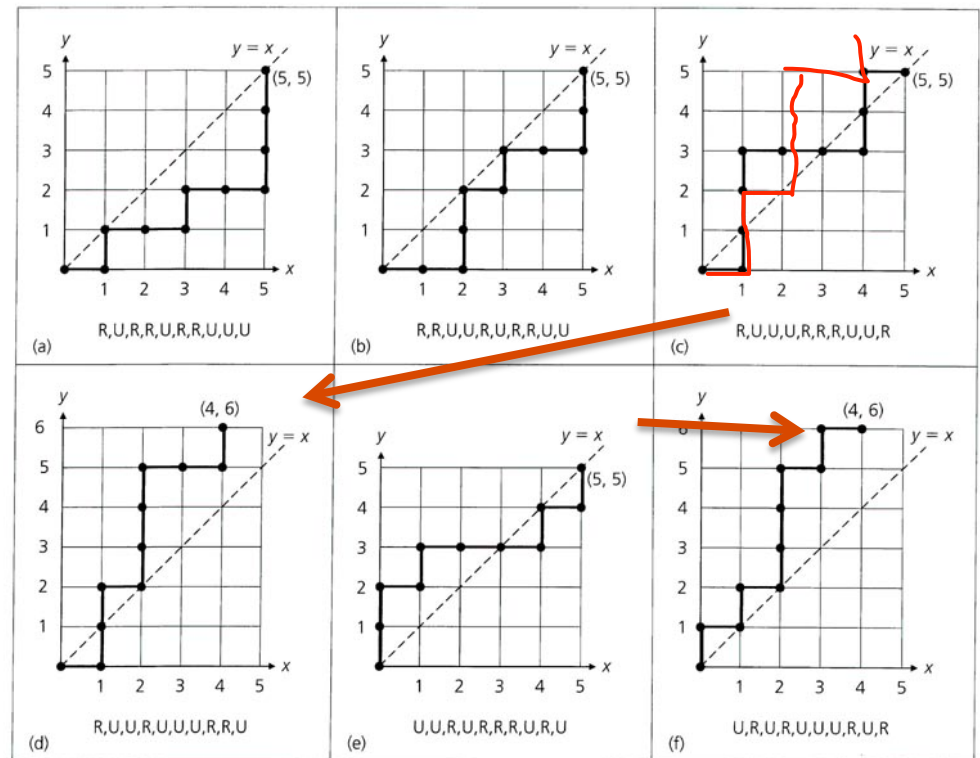 y y = x y y = x y y = x
5 (5, 5) 5 (5, 5) 5 (5, 5)
4 4 4
3 3 3
2 2 2
1 1 1
x x x
1 2 3 4 5 1 2 3 4 5 1 2 3 4 5
R,U,R,R,U,R,R,U,U,U R,R,U,U,R,U,R,R,U,U R,U,U,U,R,R,R,U,U,R
(a) (b) (c)
y (4, 6) y y (4, 6)
6 y = x y = x 6 y = x
5 5 (5, 5) 5
4 4 4
3 3 3
2 2 2
1 1 1
x x x
1 2 3 4 5 1 2 3 4 5 1 2 3 4 5
R,U,U,R,U,U,U,R,R,U U,U,R,U,R,R,R,U,R,U U,R,U,R,U,U,U,R,U,R
(d) (e) (f)